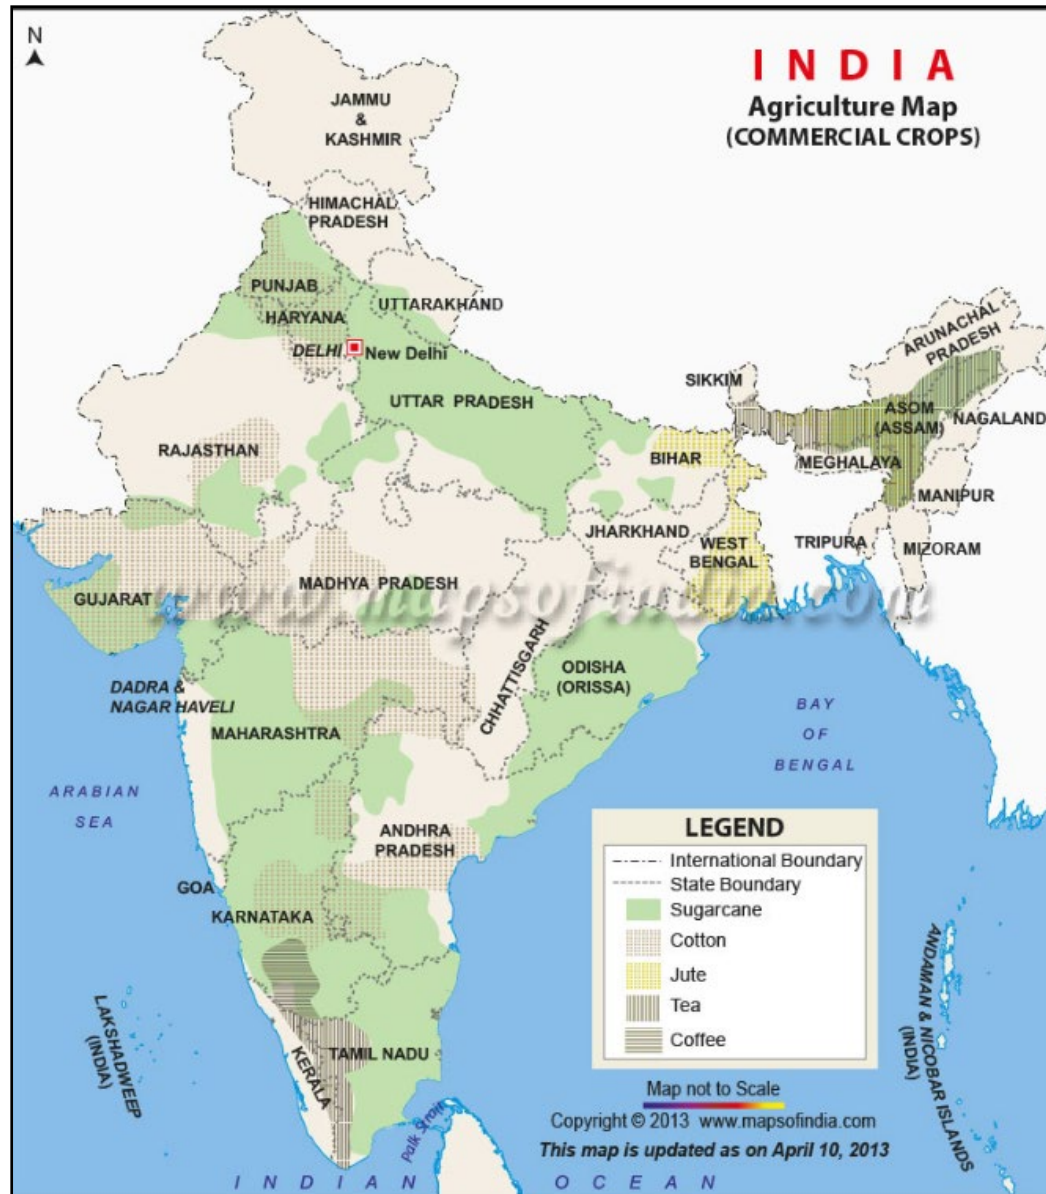 N
I N D I A
Agriculture Map
(COMMERCIAL CROPS)
JAMMU
&
KASHMIR
HIMACHAL
PRADESH
PUNJAB
UTTARAKHAND
HARYANA
DELHI
New Delhi
ARUNACHAL
PRADESH
SIKKIM
UTTAR PRADESH
ASOM
(ASSAM)
NAGALAND
RAJASTHAN
BIHAR
MEGHALAYA
MANIPUR
JHARKHAND
WEST
BENGAL
TRIPURA
MIZORAM
MADHYA PRADESH
GUJARAT
www.mapsofindia.com
CHHATTISGARH
ODISHA
(ORISSA)
DADRA &
NAGAR HAVELI
MAHARASHTRA
BAY
OF
BENGAL
ARABIAN
SEA
ANDHRA
PRADESH
GOA
KARNATAKA
LAKSHADWEEP
(INDIA)
KERALA
TAMIL NADU
Palk Strait
ANDAMAN & NICOBAR ISLANDS
(INDIA)
LEGEND
International Boundary
State Boundary
Sugarcane
Cotton
Jute
Tea
Coffee
Map not to Scale
Copyright © 2013 www.mapsofindia.com
This map is updated as on April 10, 2013
I N D I A N O C E A N